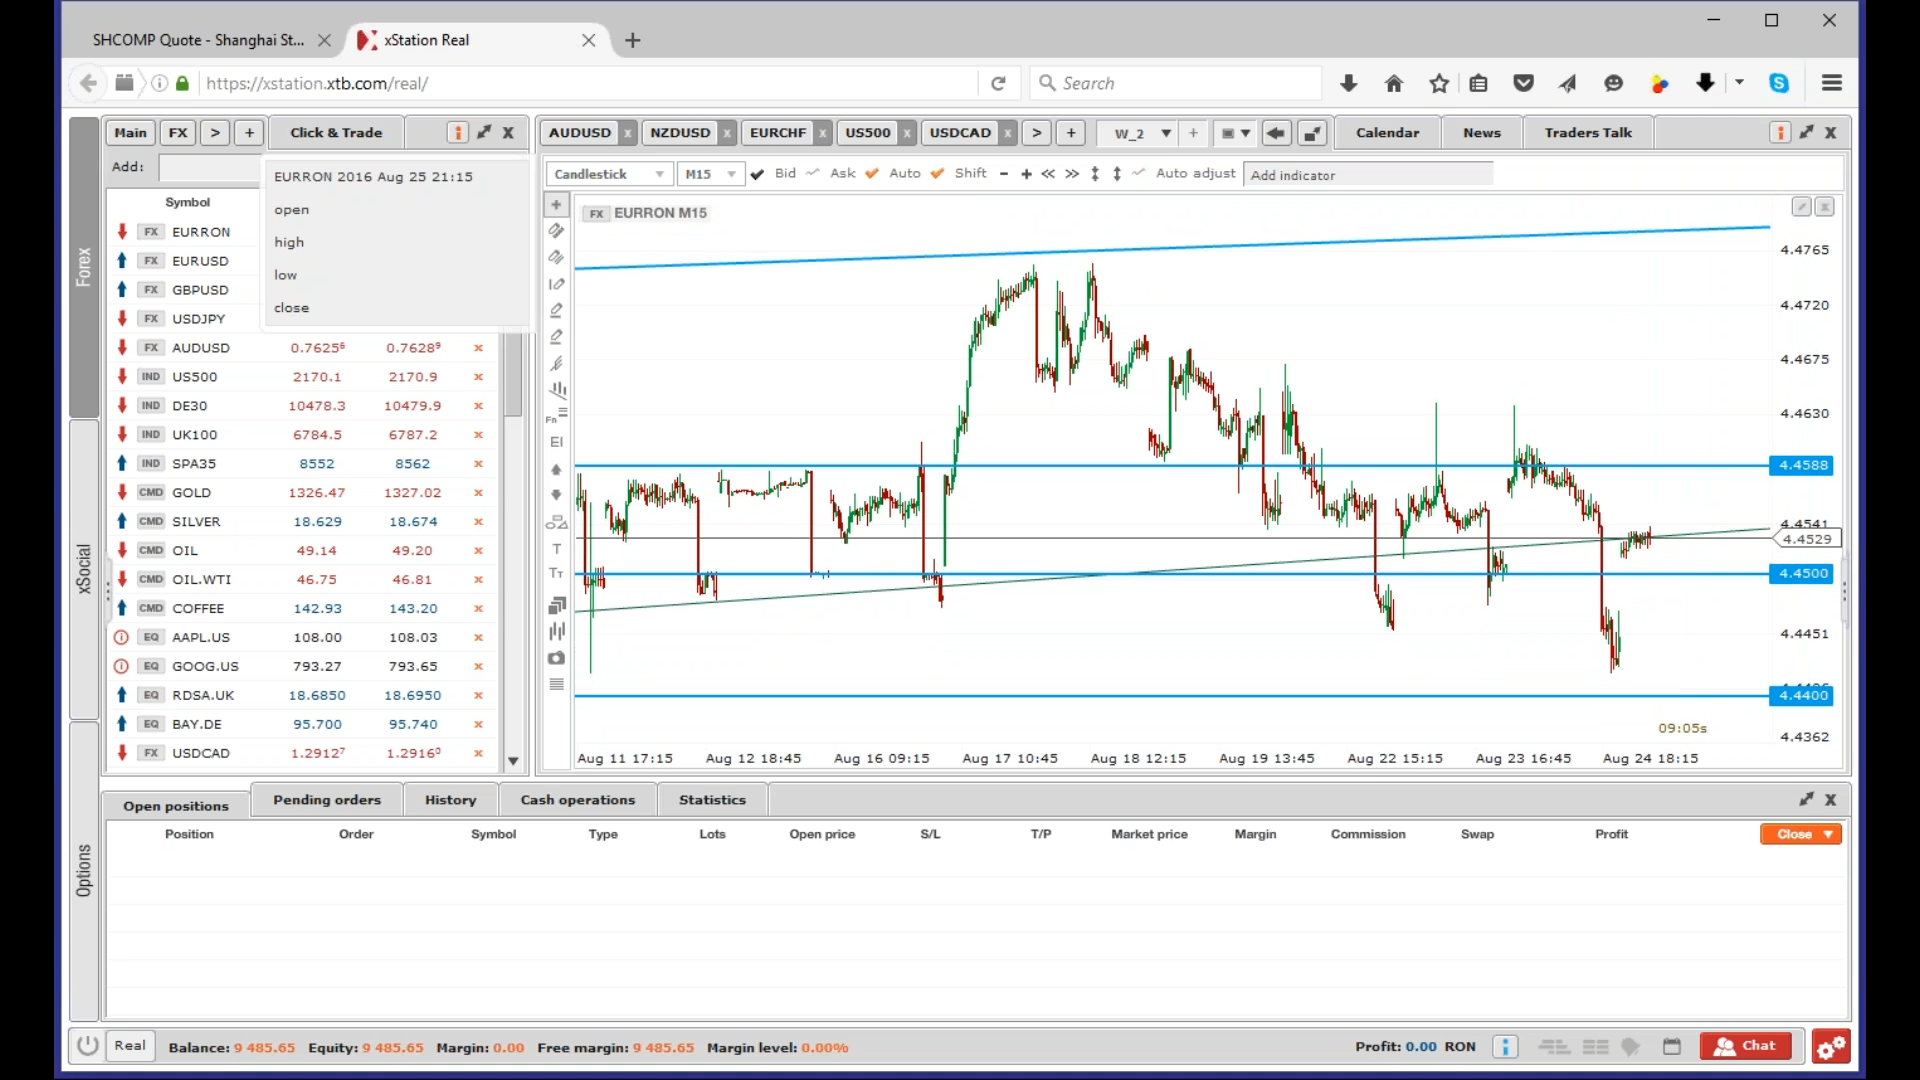 SHCOMP Quote - Shanghai St...
xStation Real
https://xstation.xtb.com/real/
Search
Main
FX
>
+
Click & Trade
AUDUSD x
NZDUSD x
EURCHF x
US500 x
USDCAD x
>
+
W_2
Calendar
News
Traders Talk
Add:
Candlestick
M15
Bid
Ask
Auto
Shift
Auto adjust
Add indicator
EURRON 2016 Aug 25 21:15
open
high
low
close
Symbol
FX EURRON
FX EURUSD
FX GBPUSD
FX USDJPY
FX AUDUSD 0.7625⁶ 0.7628⁹ x
IND US500 2170.1 2170.9 x
IND DE30 10478.3 10479.9 x
IND UK100 6784.5 6787.2 x
IND SPA35 8552 8562 x
CMD GOLD 1326.47 1327.02 x
CMD SILVER 18.629 18.674 x
CMD OIL 49.14 49.20 x
CMD OIL.WTI 46.75 46.81 x
CMD COFFEE 142.93 143.20 x
EQ AAPL.US 108.00 108.03 x
EQ GOOG.US 793.27 793.65 x
EQ RDSA.UK 18.6850 18.6950 x
EQ BAY.DE 95.700 95.740 x
FX USDCAD 1.2912⁷ 1.2916⁰ x
Forex
xSocial
Options
FX EURRON M15
Fn
EI
T
TT
4.4765
4.4720
4.4675
4.4630
4.4588
4.4541
4.4529
4.4500
4.4451
4.4400
4.4362
09:05s
Aug 11 17:15
Aug 12 18:45
Aug 16 09:15
Aug 17 10:45
Aug 18 12:15
Aug 19 13:45
Aug 22 15:15
Aug 23 16:45
Aug 24 18:15
Open positions
Pending orders
History
Cash operations
Statistics
Position
Order
Symbol
Type
Lots
Open price
S/L
T/P
Market price
Margin
Commission
Swap
Profit
Close
Real
Balance: 9 485.65
Equity: 9 485.65
Margin: 0.00
Free margin: 9 485.65
Margin level: 0.00%
Profit: 0.00 RON
Chat